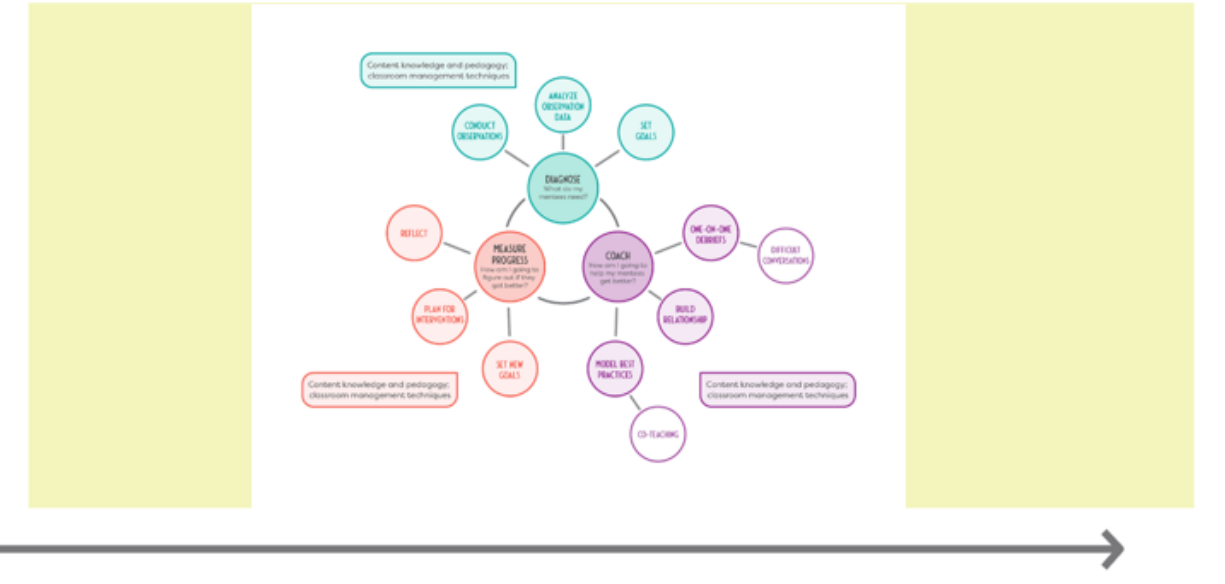 Content knowledge and pedagogy;
classroom management techniques
ANALYZE
OBSERVATION
DATA
CONDUCT
OBSERVATIONS
SET
GOALS
DIAGNOSE
What do my
mentees need?
REFLECT
MEASURE
PROGRESS
How am I going to
figure out if they
got better?
COACH
How am I going to
help my mentees
get better?
ONE-ON-ONE
DEBRIEFS
DIFFICULT
CONVERSATIONS
PLAN FOR
INTERVENTIONS
BUILD
RELATIONSHIP
SET NEW
GOALS
MODEL BEST
PRACTICES
Content knowledge and pedagogy;
classroom management techniques
Content knowledge and pedagogy;
classroom management techniques
CO-TEACHING